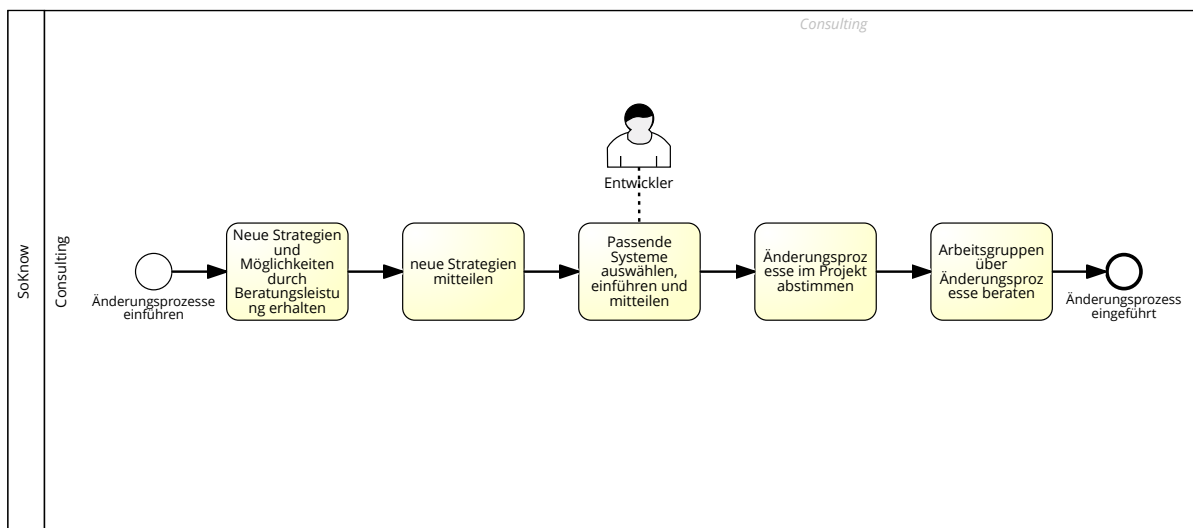 Consulting
SoKnow
Consulting
Änderungsprozesse
einführen
Neue Strategien
und
Möglichkeiten
durch
Beratungsleistu
ng erhalten
neue Strategien
mitteilen
Entwickler
Passende
Systeme
auswählen,
einführen und
mitteilen
Änderungsproz
esse im Projekt
abstimmen
Arbeitsgruppen
über
Änderungsproz
esse beraten
Änderungsprozess
eingeführt